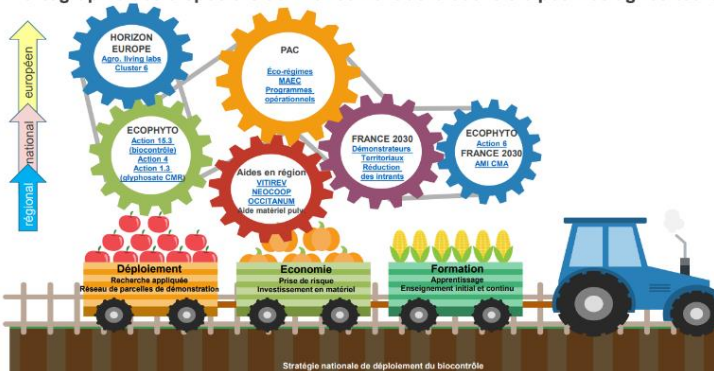 HORIZON
EUROPE
Agro. living labs
Cluster 6
PAC
Éco-régimes
MAEC
Programmes
opérationnels
ECOPHYTO
Action 15.3
(biocontrôle)
Action 4
Action 1.3
(glyphosate CMR)
Aides en région
VITIREV
NEOCOOP
OCCITANUM
Aide matériel pulvé
FRANCE 2030
Démonstrateurs
Territoriaux
Réduction
des intrants
ECOPHYTO
Action 6
FRANCE 2030
AMI CMA
européen
national
régional
Déploiement
Recherche appliquée
Réseau de parcelles de démonstration
Economie
Prise de risque
Investissement en matériel
Formation
Apprentissage
Enseignement initial et continu
Stratégie nationale de déploiement du biocontrôle